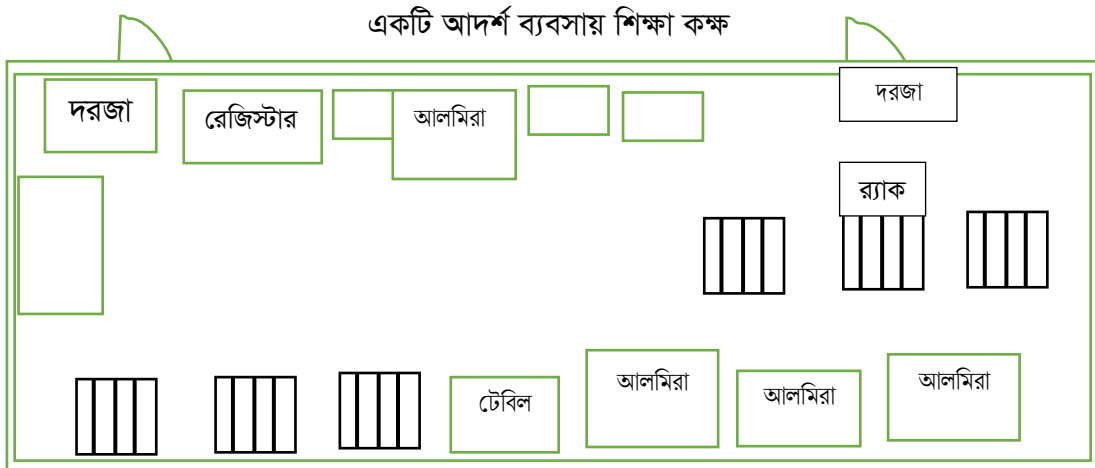 একটি আদর্শ ব্যবসায় শিক্ষা কক্ষ
দরজা
রেজিস্টার
আলমিরা
দরজা
র‍্যাক
টেবিল
আলমিরা
আলমিরা
আলমিরা